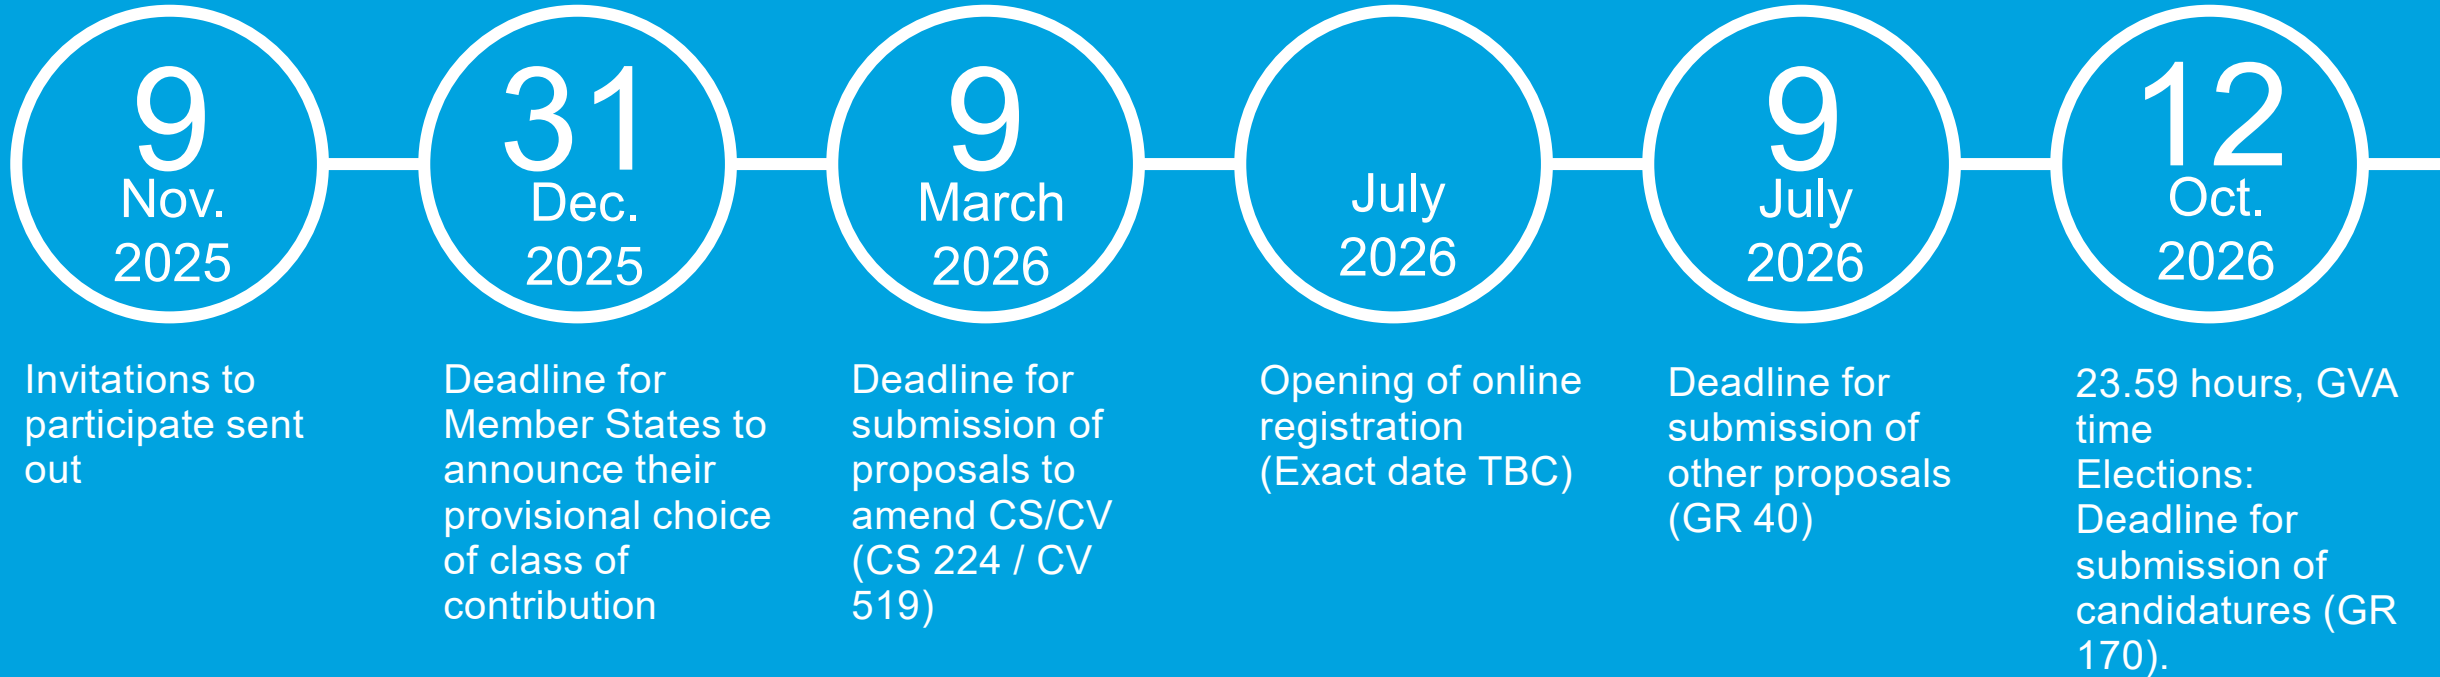 9
Nov.
2025
Invitations to
participate sent
out
31
Dec.
2025
Deadline for
Member States to
announce their
provisional choice
of class of
contribution
9
March
2026
Deadline for
submission of
proposals to
amend CS/CV
(CS 224 / CV
519)
July
2026
Opening of online
registration
(Exact date TBC)
9
July
2026
Deadline for
submission of
other proposals
(GR 40)
12
Oct.
2026
23.59 hours, GVA
time
Elections:
Deadline for
submission of
candidatures (GR
170).